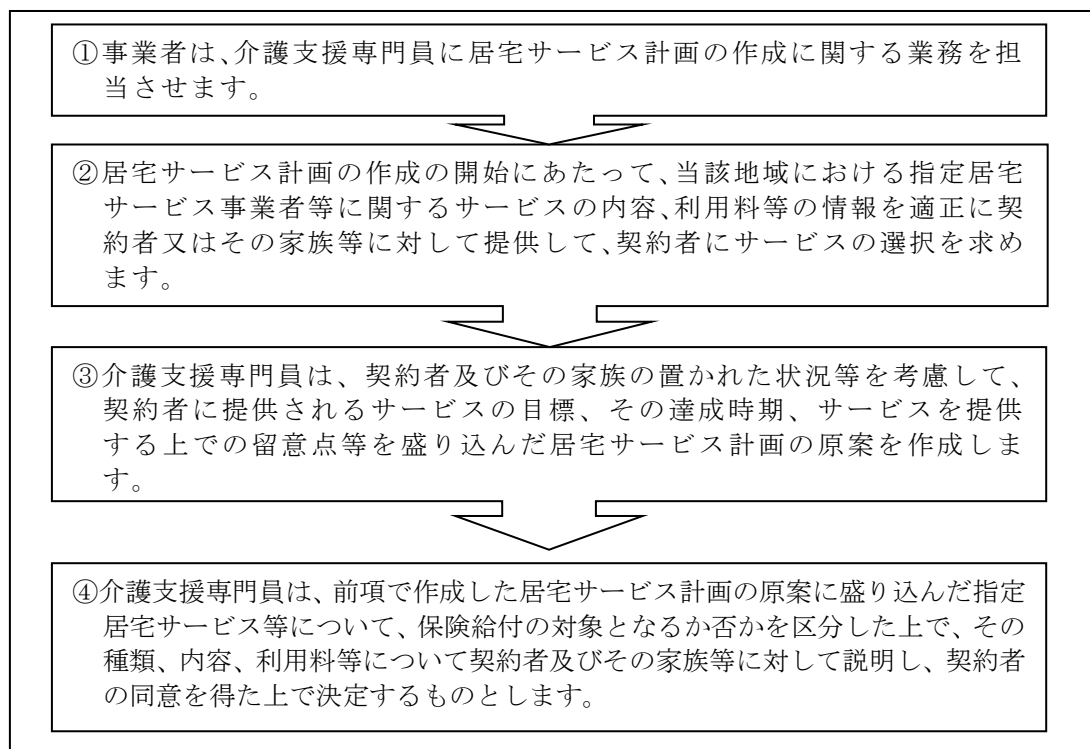 ①事業者は、介護支援専門員に居宅サービス計画の作成に関する業務を担
当させます。
②居宅サービス計画の作成の開始にあたって、当該地域における指定居宅
サービス事業者等に関するサービスの内容、利用料等の情報を適正に契
約者又はその家族等に対して提供して、契約者にサービスの選択を求め
ます。
③介護支援専門員は、契約者及びその家族の置かれた状況等を考慮して、
契約者に提供されるサービスの目標、その達成時期、サービスを提供
する上での留意点等を盛り込んだ居宅サービス計画の原案を作成しま
す。
④介護支援専門員は、前項で作成した居宅サービス計画の原案に盛り込んだ指定
居宅サービス等について、保険給付の対象となるか否かを区分した上で、その
種類、内容、利用料等について契約者及びその家族等に対して説明し、契約者
の同意を得た上で決定するものとします。